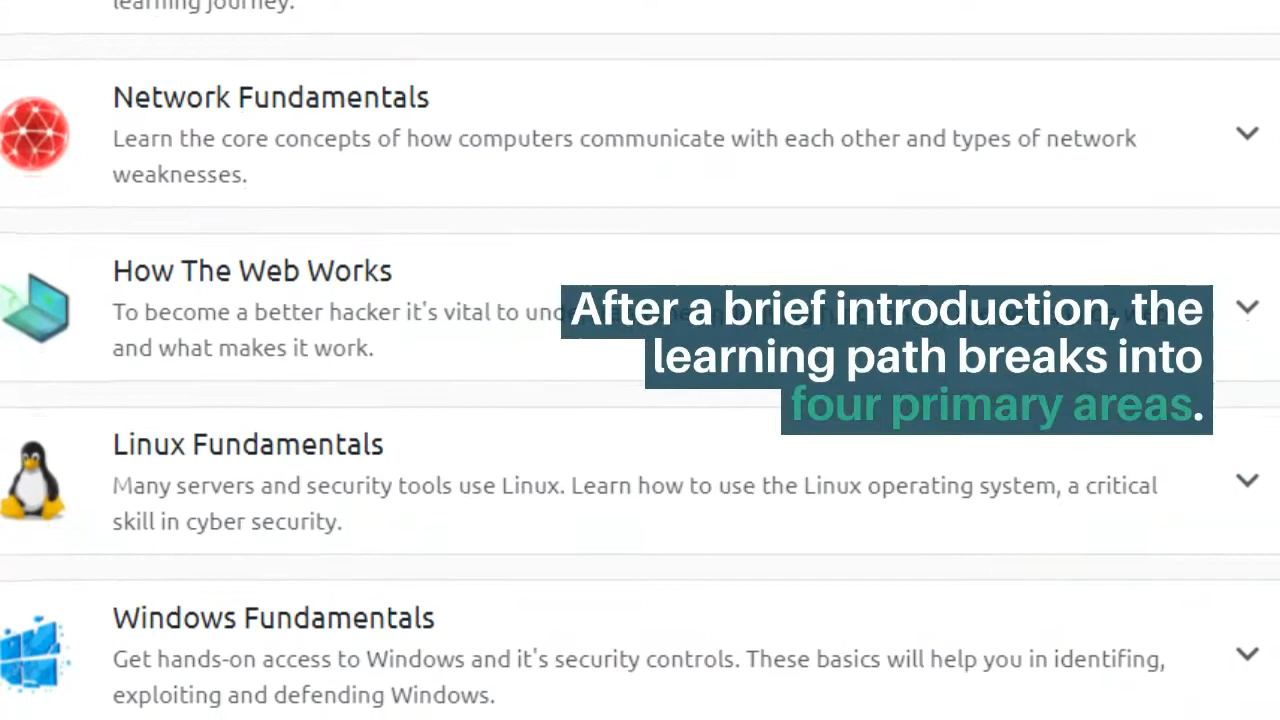 learning journey.
Network Fundamentals
Learn the core concepts of how computers communicate with each other and types of network
weaknesses.
How The Web Works
To become a better hacker it's vital to
and what makes it work.
After a brief introduction, the
learning path breaks into
four primary areas.
Linux Fundamentals
Many servers and security tools use Linux. Learn how to use the Linux operating system, a critical
skill in cyber security.
Windows Fundamentals
Get hands-on access to Windows and it's security controls. These basics will help you in identifing,
exploiting and defending Windows.